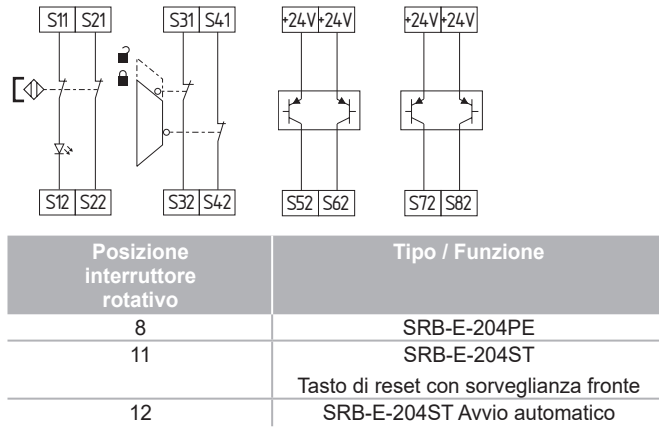 S11 S21 S31 S41 +24V +24V +24V +24V
S12 S22 S32 S42 S52 S62 S72 S82
Posizione interruttore rotativo
Tipo / Funzione
8 SRB-E-204PE
11 SRB-E-204ST
Tasto di reset con sorveglianza fronte
12 SRB-E-204ST Avvio automatico